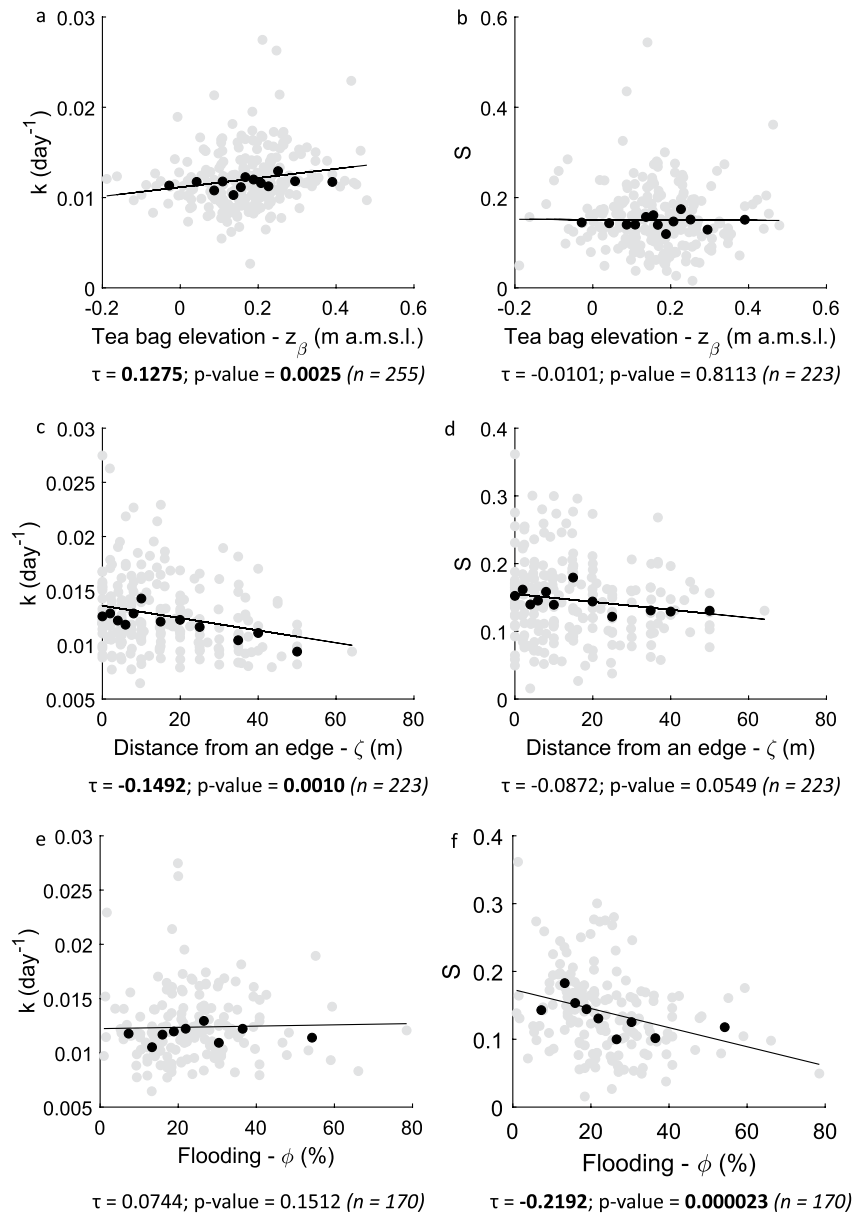 a
0.03
0.02
0.01
0
k (day-1)
-0.2 0 0.2 0.4 0.6
Tea bag elevation - zβ (m a.m.s.l.)
τ = 0.1275; p-value = 0.0025 (n = 255)
b
0.6
0.4
0.2
0
S
-0.2 0 0.2 0.4 0.6
Tea bag elevation - zβ (m a.m.s.l.)
τ = -0.0101; p-value = 0.8113 (n = 223)
c
0.03
0.025
0.02
0.015
0.01
0.005
k (day-1)
0 20 40 60 80
Distance from an edge - ζ (m)
τ = -0.1492; p-value = 0.0010 (n = 223)
d
0.4
0.3
0.2
0.1
0
S
0 20 40 60 80
Distance from an edge - ζ (m)
τ = -0.0872; p-value = 0.0549 (n = 223)
e
0.03
0.025
0.02
0.015
0.01
0.005
k (day-1)
0 20 40 60 80
Flooding - ϕ (%)
τ = 0.0744; p-value = 0.1512 (n = 170)
f
0.4
0.3
0.2
0.1
0
S
0 20 40 60 80
Flooding - ϕ (%)
τ = -0.2192; p-value = 0.000023 (n = 170)